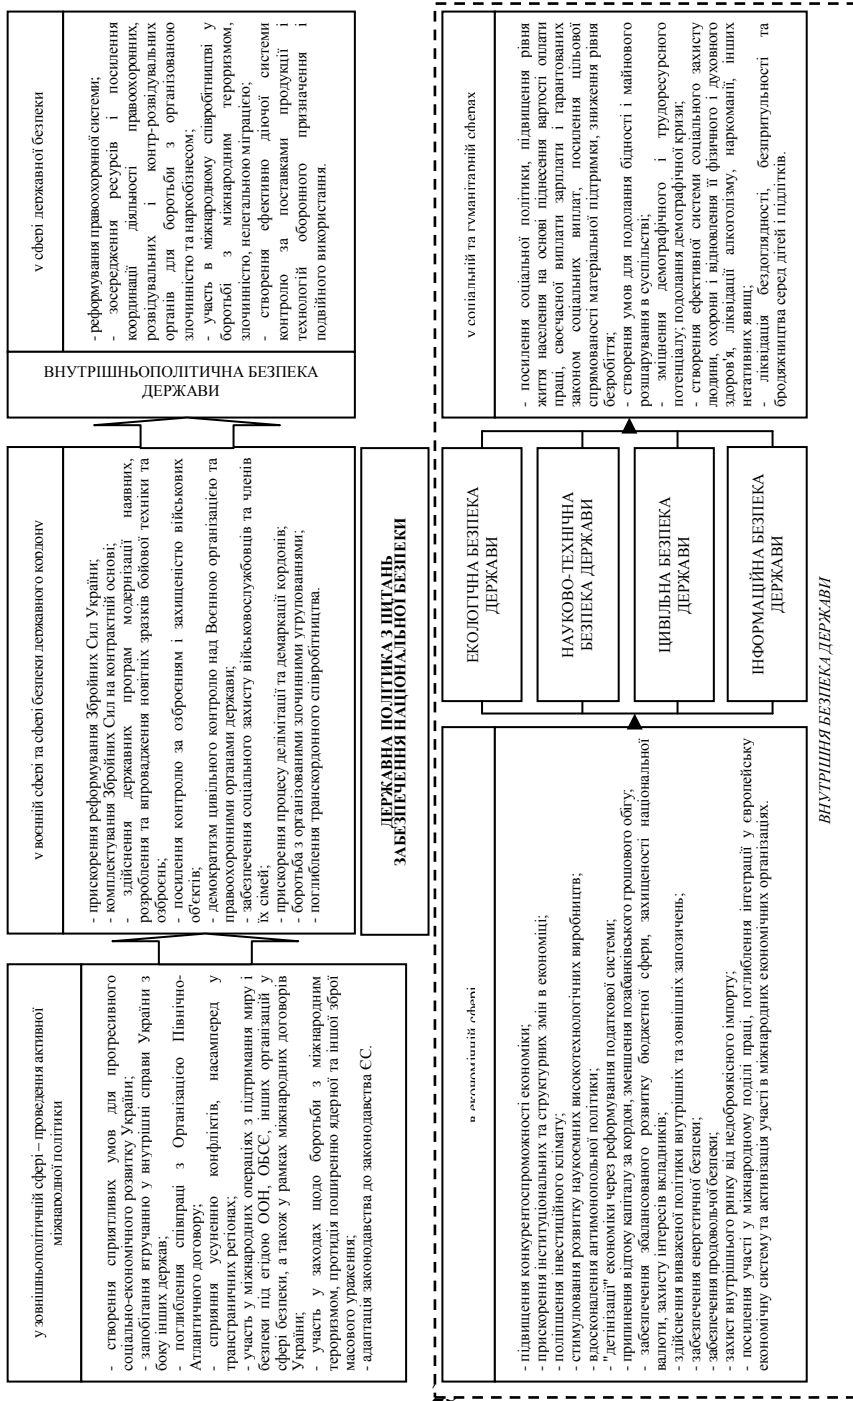 у зовнішньополітичній сфері – проведення активної
міжнародної політики
- створення сприятливих умов для прогресивного
соціально-економічного розвитку України;
- запобігання втручанню у внутрішні справи України з
боку інших держав;
- поглиблення співпраці з Організацією Північно-
Атлантичного договору;
- сприяння усуненню конфліктів, насамперед у
трансграничних регіонах;
- участь у міжнародних операціях з підтримання миру і
безпеки під егідою ООН, ОБСЄ, інших організацій у
сфері безпеки, а також у рамках міжнародних договорів
України;
- участь у заходах щодо боротьби з міжнародним
тероризмом, протидія поширенню ядерної та іншої зброї
масового ураження;
- адаптація законодавства до законодавства ЄС.
у воєнній сфері та сфері безпеки державного кордону
- прискорення реформування Збройних Сил України;
- комплектування Збройних Сил на контрактній основі;
- здійснення державних програм модернізації наявних,
розроблення та впровадження новітніх зразків бойової техніки та
озброєнь;
- посилення контролю за озброєнням і захищеністю військових
об'єктів;
- демократизм цивільного контролю над Воєнною організацією та
правоохоронними органами держави;
- забезпечення соціального захисту військовослужбовців та членів
їх сімей;
- прискорення процесу делімітації та демаркації кордонів;
- боротьба з організованими злочинними угрупованнями;
- поглиблення транскордонного співробітництва.
у сфері державної безпеки
- реформування правоохоронної системи;
- зосередження ресурсів і посилення
координації діяльності правоохоронних,
розвідувальних і контр-розвідувальних
органів для боротьби з організованою
злочинністю та наркобізнесом;
- участь в міжнародному співробітництві у
боротьбі з міжнародним тероризмом,
злочинністю, нелегальною міграцією;
- створення ефективно діючої системи
контролю за поставками продукції і
технологій оборонного призначення і
подвійного використання.
ВНУТРІШНЬОПОЛІТИЧНА БЕЗПЕКА
ДЕРЖАВИ
ДЕРЖАВНА ПОЛІТИКА З ПИТАНЬ
ЗАБЕЗПЕЧЕННЯ НАЦІОНАЛЬНОЇ БЕЗПЕКИ
в економічній сфері
- підвищення конкурентоспроможності економіки;
- прискорення інституціональних та структурних змін в економіці;
- поліпшення інвестиційного клімату;
- стимулювання розвитку наукоємних високотехнологічних виробництв;
- вдосконалення антимонопольної політики;
- "детінізації" економіки через реформування податкової системи;
- припинення відтоку капіталу за кордон, зменшення позабанківського грошового обігу;
- забезпечення збалансованого розвитку бюджетної сфери, захищеності національної
валюти, захисту інтересів вкладників;
- здійснення виваженої політики внутрішніх та зовнішніх запозичень;
- забезпечення енергетичної безпеки;
- забезпечення продовольчої безпеки;
- захист внутрішнього ринку від недоброякісного імпорту;
- посилення участі у міжнародному поділі праці, поглиблення інтеграції у європейську
економічну систему та активізація участі в міжнародних економічних організаціях.
ЕКОЛОГІЧНА БЕЗПЕКА
ДЕРЖАВИ
НАУКОВО-ТЕХНІЧНА
БЕЗПЕКА ДЕРЖАВИ
ЦИВІЛЬНА БЕЗПЕКА
ДЕРЖАВИ
ІНФОРМАЦІЙНА БЕЗПЕКА
ДЕРЖАВИ
у соціальній та гуманітарній сферах
- посилення соціальної політики, підвищення рівня
життя населення на основі піднесення вартості оплати
праці, своєчасної виплати зарплати і гарантованих
законом соціальних виплат, посилення цільової
спрямованості матеріальної підтримки, зниження рівня
безробіття;
- створення умов для подолання бідності і майнового
розшарування в суспільстві;
- зміцнення демографічного і трудоресурсного
потенціалу; подолання демографічної кризи;
- створення ефективної системи соціального захисту
людини, охорони і відновлення її фізичного і духовного
здоров'я, ліквідації алкоголізму, наркоманії, інших
негативних явищ;
- ліквідація бездоглядності, безпритульності та
бродяжництва серед дітей і підлітків.
ВНУТРІШНЯ БЕЗПЕКА ДЕРЖАВИ